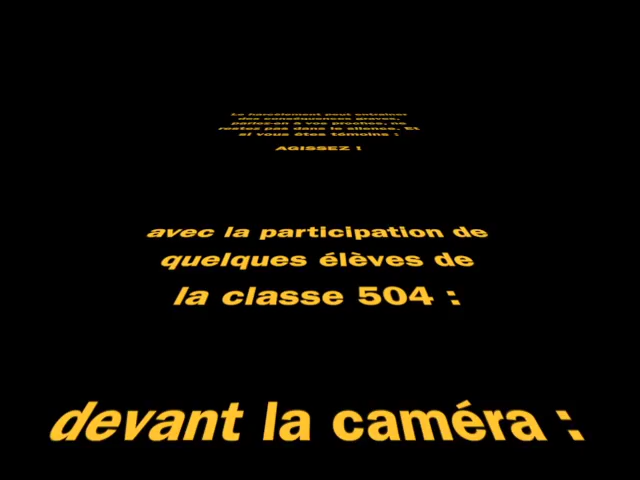 Le harcèlement peut entraîner
des conséquences graves,
parlez-en à vos proches, ne
restez pas dans le silence. Et
si vous êtes témoins :
AGISSEZ !
avec la participation de
quelques élèves de
la classe 504 :
devant la caméra :